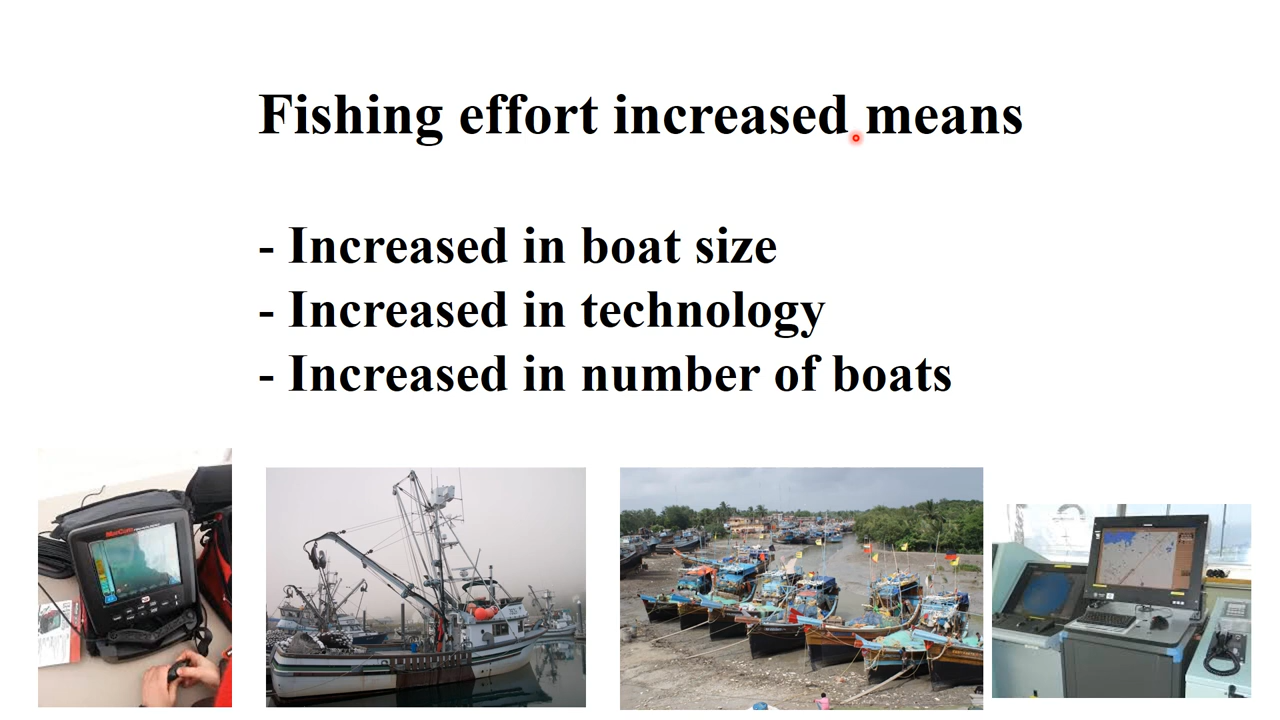 Fishing effort increased means
- Increased in boat size
- Increased in technology
- Increased in number of boats